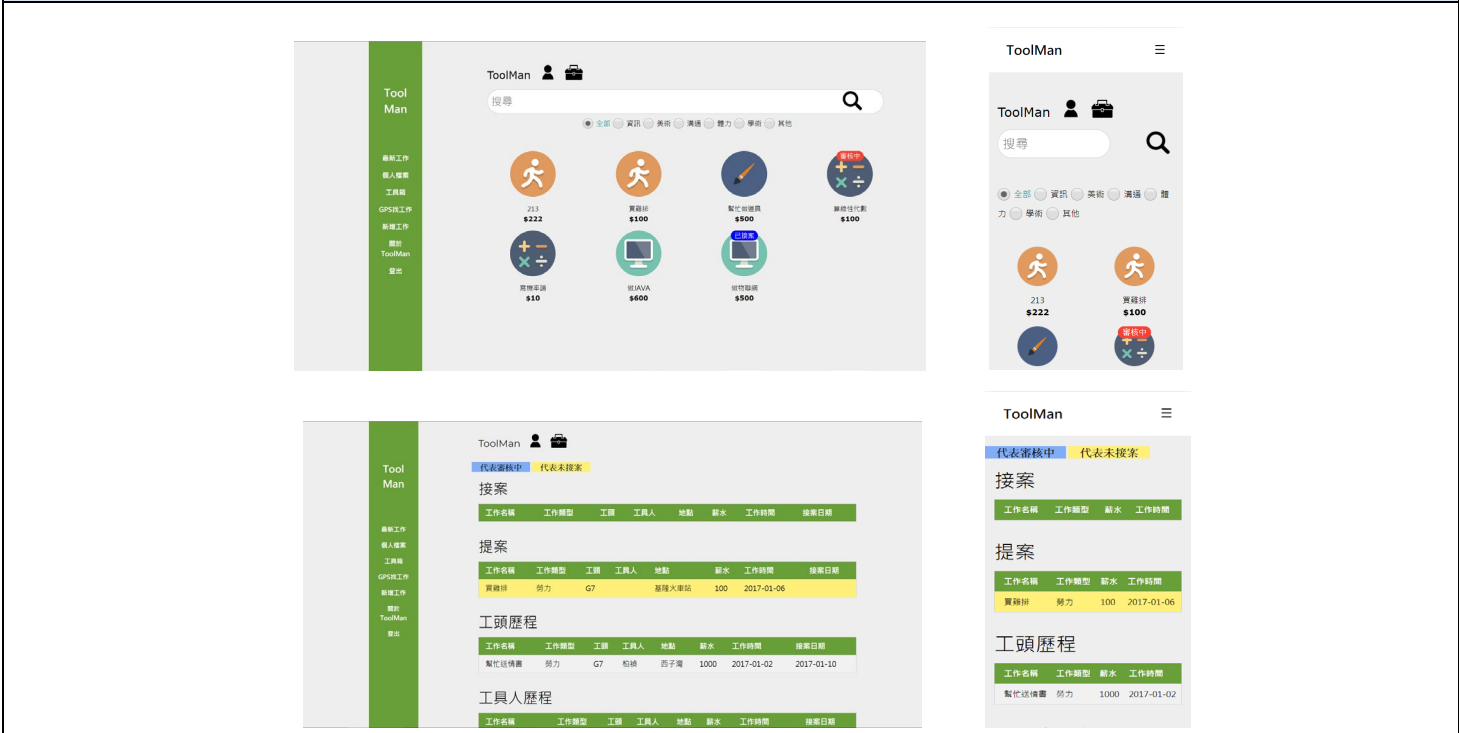 Tool
Man
最新工作
個人檔案
工具箱
GPS找工作
新增工作
關於
ToolMan
登出
ToolMan
搜尋
全部 資訊 美術 溝通 體力 學術 其他
213
$222
買雞排
$100
幫忙做道具
$500
審核中
算線性代數
$100
寫機率論
$10
做JAVA
$600
已接案
做物聯網
$500
ToolMan ☰
ToolMan
搜尋
全部 資訊 美術 溝通 體
力 學術 其他
213
$222
買雞排
$100
審核中
Tool
Man
最新工作
個人檔案
工具箱
GPS找工作
新增工作
關於
ToolMan
登出
ToolMan
代表審核中 代表未接案
接案
工作名稱 工作類型 工頭 工具人 地點 薪水 工作時間 接案日期
提案
工作名稱 工作類型 工頭 工具人 地點 薪水 工作時間 接案日期
買雞排 勞力 G7 基隆火車站 100 2017-01-06
工頭歷程
工作名稱 工作類型 工頭 工具人 地點 薪水 工作時間 接案日期
幫忙送情書 勞力 G7 柏禎 西子灣 1000 2017-01-02 2017-01-10
工具人歷程
工作名稱 工作類型 工頭 工具人 地點 薪水 工作時間 接案日期
ToolMan ☰
代表審核中 代表未接案
接案
工作名稱 工作類型 薪水 工作時間
提案
工作名稱 工作類型 薪水 工作時間
買雞排 勞力 100 2017-01-06
工頭歷程
工作名稱 工作類型 薪水 工作時間
幫忙送情書 勞力 1000 2017-01-02